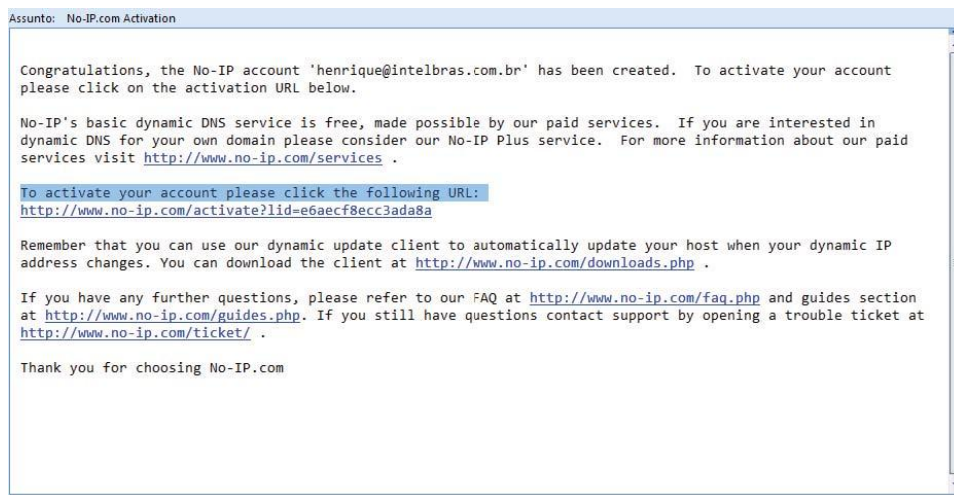 Assunto: No-IP.com Activation
Congratulations, the No-IP account 'henrique@intelbras.com.br' has been created. To activate your account
please click on the activation URL below.
No-IP's basic dynamic DNS service is free, made possible by our paid services. If you are interested in
dynamic DNS for your own domain please consider our No-IP Plus service. For more information about our paid
services visit http://www.no-ip.com/services .
To activate your account please click the following URL:
http://www.no-ip.com/activate?lid=e6aecf8ecc3ada8a
Remember that you can use our dynamic update client to automatically update your host when your dynamic IP
address changes. You can download the client at http://www.no-ip.com/downloads.php .
If you have any further questions, please refer to our FAQ at http://www.no-ip.com/faq.php and guides section
at http://www.no-ip.com/guides.php. If you still have questions contact support by opening a trouble ticket at
http://www.no-ip.com/ticket/ .
Thank you for choosing No-IP.com